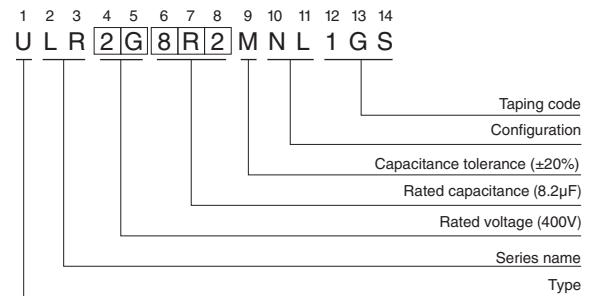 1 2 3 4 5 6 7 8 9 10 11 12 13 14
U L R 2 G 8 R 2 M N L 1 G S
Taping code
Configuration
Capacitance tolerance (±20%)
Rated capacitance (8.2µF)
Rated voltage (400V)
Series name
Type